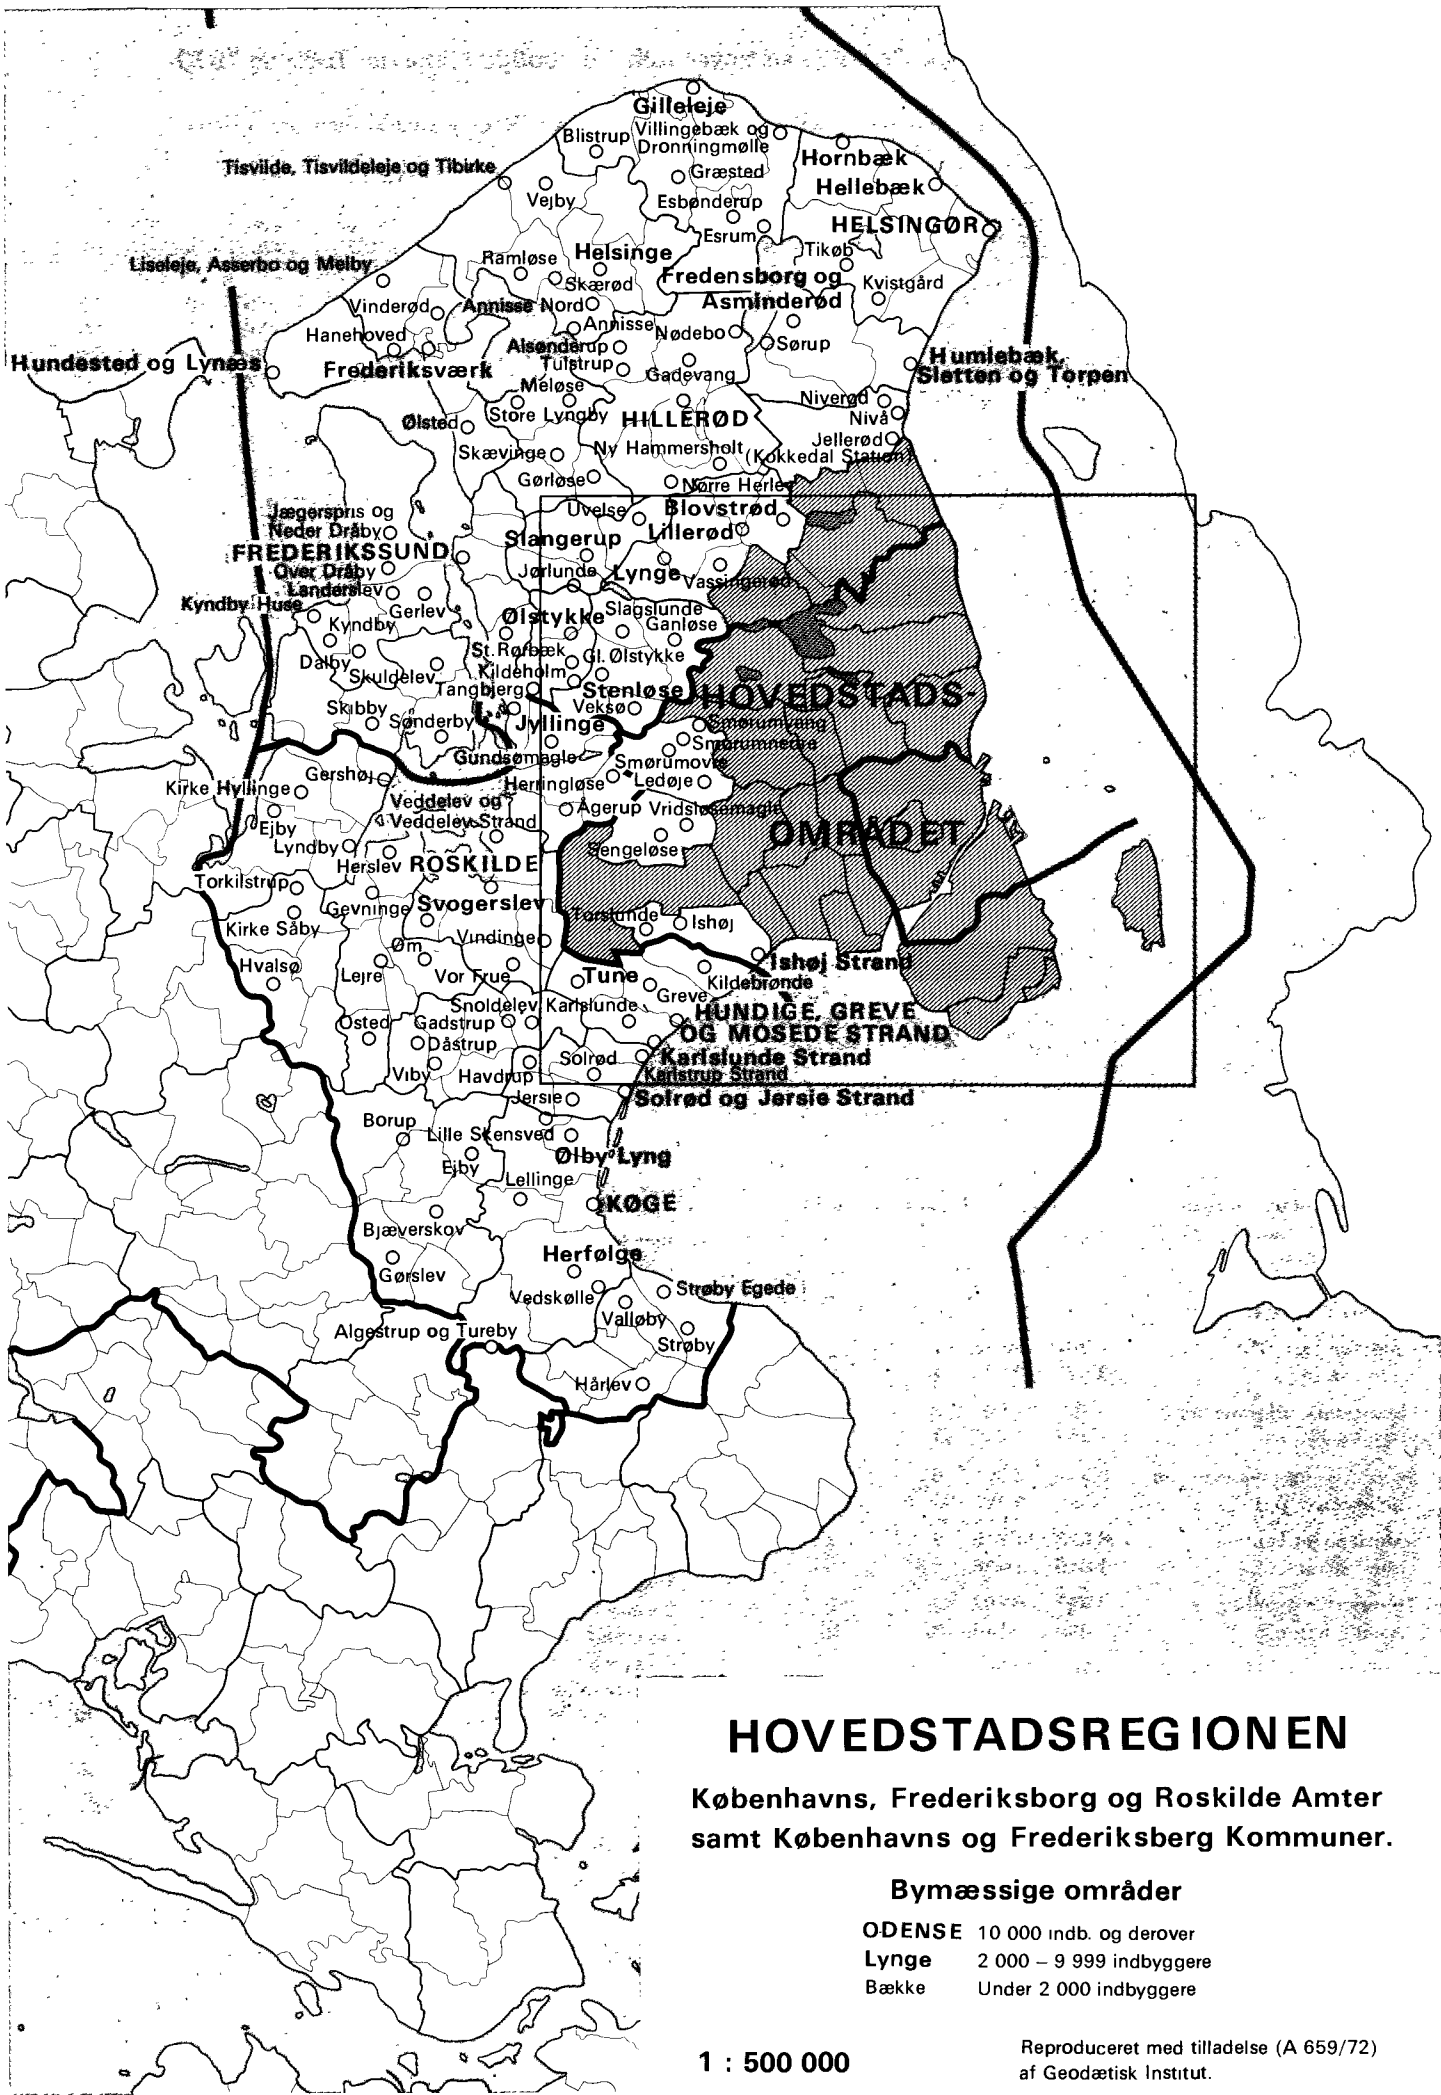 Gilleleje
Blistrup
Villingebæk og
Dronningmølle
Hornbæk
Tisvilde, Tisvildeleje og Tibirke
Græsted
Hellebæk
Vejby
Esbønderup
HELSINGØR
Esrum
Tikøb
Ramløse
Helsinge
Liseleje, Asserbo og Melby
Skærød
Fredensborg og
Asminderød
Kvistgård
Vinderød
Annisse Nord
Annisse
Nødebo
Hanehoved
Alsønderup
Sørup
Hundested og Lynæs
Frederiksværk
Tulstrup
Gadevang
Humlebæk,
Sletten og Torpen
Meløse
Niverød
Ølsted
Store Lyngby
HILLERØD
Nivå
Skævinge
Ny Hammersholt
Jellerød
(Kokkedal Station)
Gørløse
Nørre Herlev
Jægerspris og
Neder Dråby
Uvelse
Blovstrød
FREDERIKSSUND
Slangerup
Lillerød
Over Dråby
Jørlunde
Lynge
Vassingerød
Landerslev
Kyndby Huse
Gerlev
Kyndby
Ølstykke
Slagslunde
Ganløse
Dalby
Skuldelev
St. Rørbæk
Gl. Ølstykke
Kildeholm
Tangbjerg
Stenløse
HOVEDSTADS-
Skibby
Sønderby
Jyllinge
Veksø
Smørumvang
Smørumnedre
Gundsømagle
Smørumovre
Kirke Hyllinge
Gershøj
Herringløse
Ledøje
Veddelev og
Veddelev Strand
Ågerup
Vridsløsemagle
Ejby
OMRÅDET
Lyndby
Herslev
ROSKILDE
Sengeløse
Torkilstrup
Gevninge
Svogerslev
Torslunde
Ishøj
Kirke Såby
Øm
Vindinge
Hvalsø
Lejre
Vor Frue
Tune
Ishøj Strand
Kildebrønde
Greve
Snoldelev
Karlslunde
HUNDIGE, GREVE
OG MOSEDE STRAND
Osted
Gadstrup
Dåstrup
Solrød
Karlslunde Strand
Viby
Havdrup
Karlstrup Strand
Jersie
Solrød og Jersie Strand
Borup
Lille Skensved
Ølby Lyng
Ejby
Lellinge
KØGE
Bjæverskov
Herfølge
Gørslev
Vedskølle
Strøby Egede
Valløby
Algestrup og Tureby
Strøby
Hårlev
HOVEDSTADSREGIONEN
Københavns, Frederiksborg og Roskilde Amter
samt Københavns og Frederiksberg Kommuner.
Bymæssige områder
ODENSE 10 000 indb. og derover
Lynge 2 000 – 9 999 indbyggere
Bække Under 2 000 indbyggere
1 : 500 000
Reproduceret med tilladelse (A 659/72)
af Geodætisk Institut.